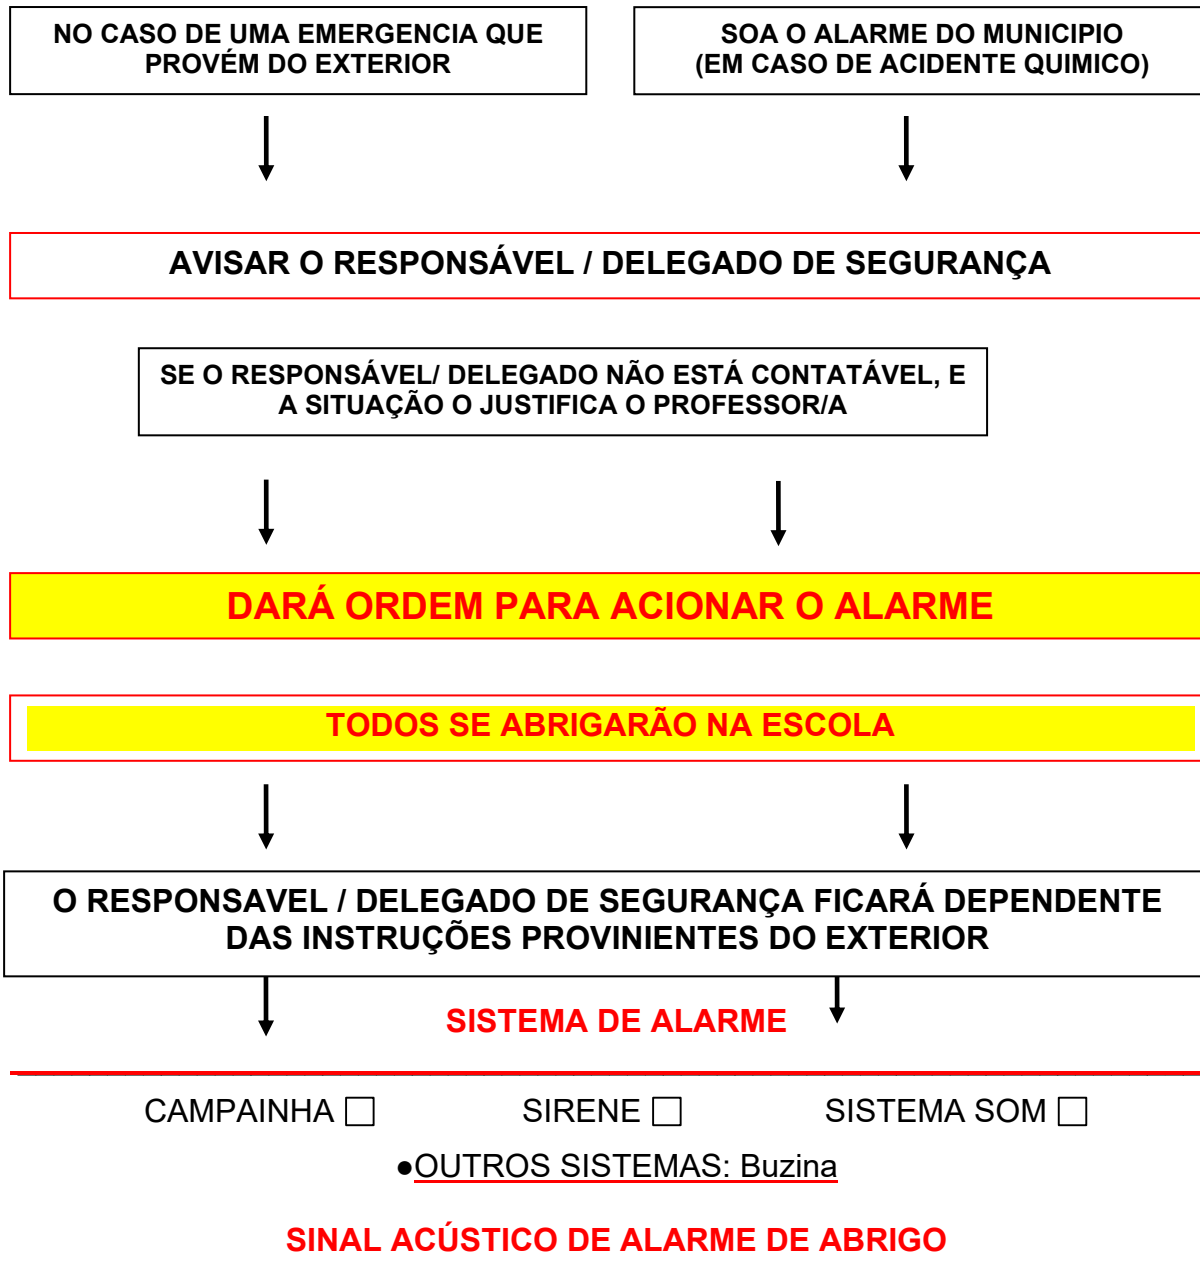 NO CASO DE UMA EMERGENCIA QUE
PROVÉM DO EXTERIOR
SOA O ALARME DO MUNICIPIO
(EM CASO DE ACIDENTE QUIMICO)
AVISAR O RESPONSÁVEL / DELEGADO DE SEGURANÇA
SE O RESPONSÁVEL/ DELEGADO NÃO ESTÁ CONTATÁVEL, E
A SITUAÇÃO O JUSTIFICA O PROFESSOR/A
DARÁ ORDEM PARA ACIONAR O ALARME
TODOS SE ABRIGARÃO NA ESCOLA
O RESPONSAVEL / DELEGADO DE SEGURANÇA FICARÁ DEPENDENTE
DAS INSTRUÇÕES PROVINIENTES DO EXTERIOR
SISTEMA DE ALARME
CAMPAINHA □ SIRENE □ SISTEMA SOM □
●OUTROS SISTEMAS: Buzina
SINAL ACÚSTICO DE ALARME DE ABRIGO